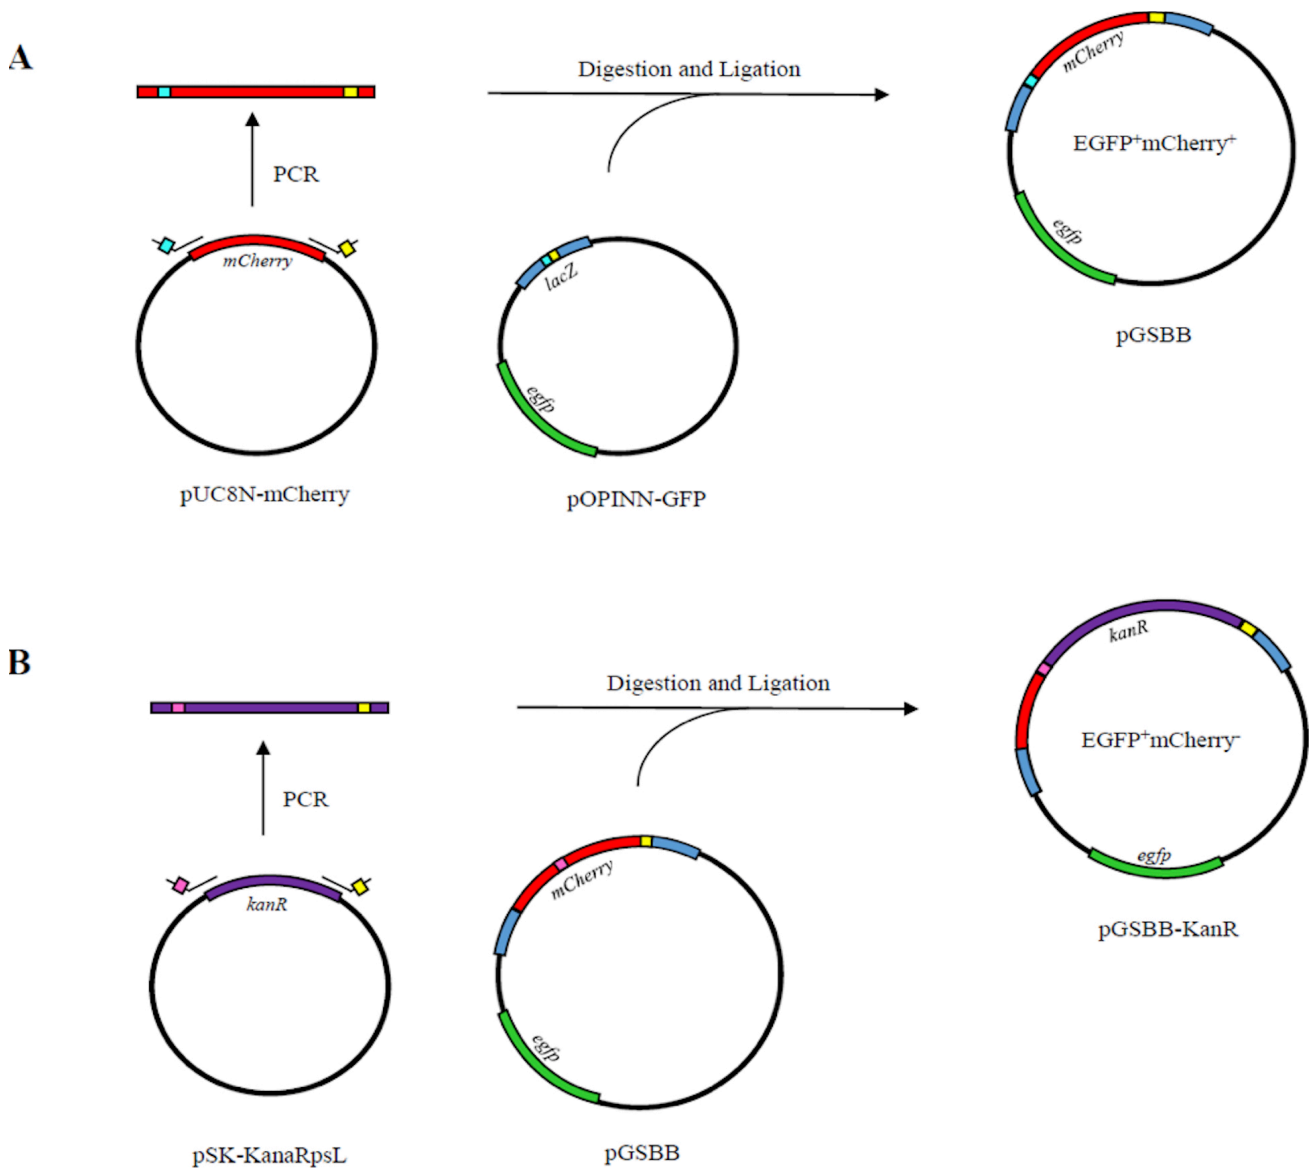 A
Digestion and Ligation
mCherry
EGFP⁺mCherry⁺
PCR
mCherry
lacZ
egfp
egfp
pGSBB
pUC8N-mCherry
pOPINN-GFP
B
kanR
Digestion and Ligation
EGFP⁺mCherry⁻
PCR
mCherry
egfp
kanR
pGSBB-KanR
egfp
pSK-KanaRpsL
pGSBB